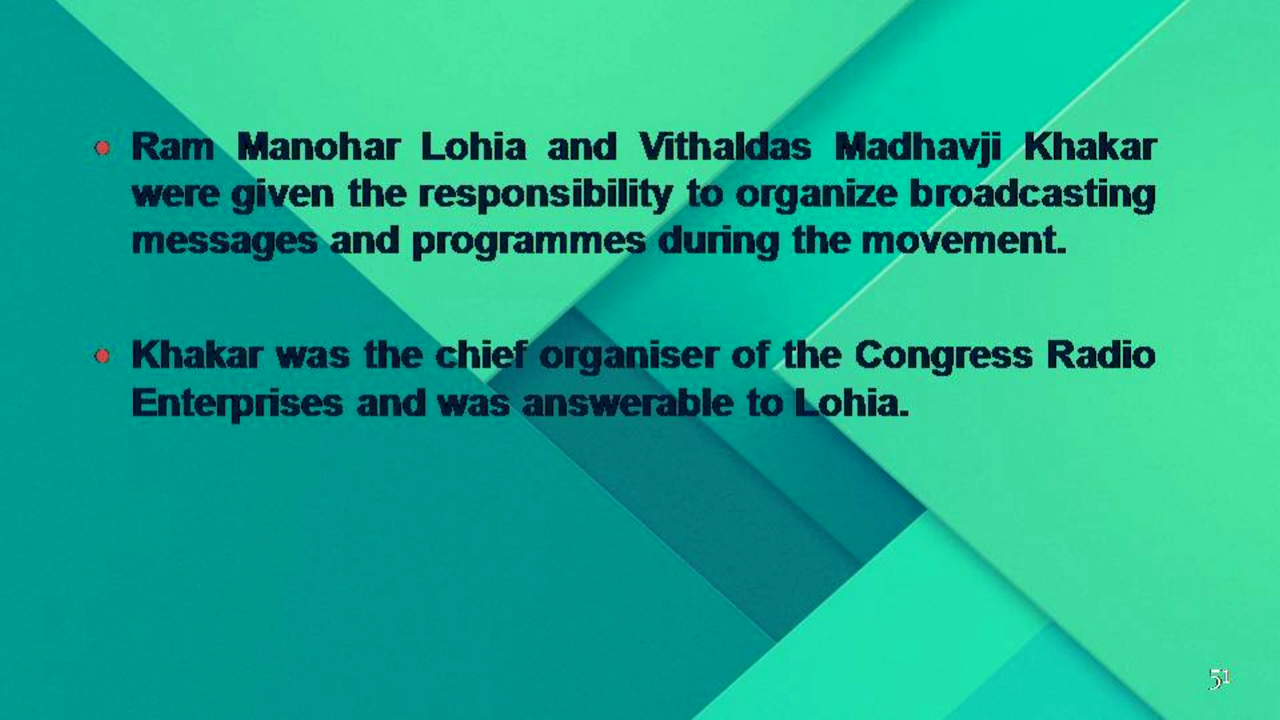 • Ram Manohar Lohia and Vithaldas Madhavji Khakar
were given the responsibility to organize broadcasting
messages and programmes during the movement.
• Khakar was the chief organiser of the Congress Radio
Enterprises and was answerable to Lohia.
51